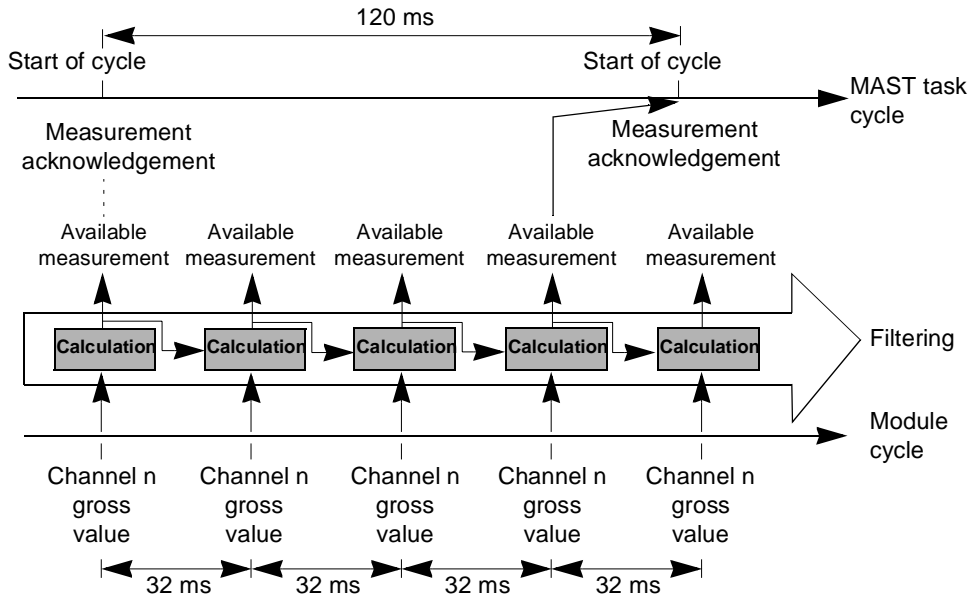 120 ms
Start of cycle
Start of cycle
MAST task
cycle
Measurement
acknowledgement
Measurement
acknowledgement
Available
measurement
Available
measurement
Available
measurement
Available
measurement
Available
measurement
Calculation
Calculation
Calculation
Calculation
Calculation
Filtering
Module
cycle
Channel n
gross
value
Channel n
gross
value
Channel n
gross
value
Channel n
gross
value
Channel n
gross
value
32 ms
32 ms
32 ms
32 ms